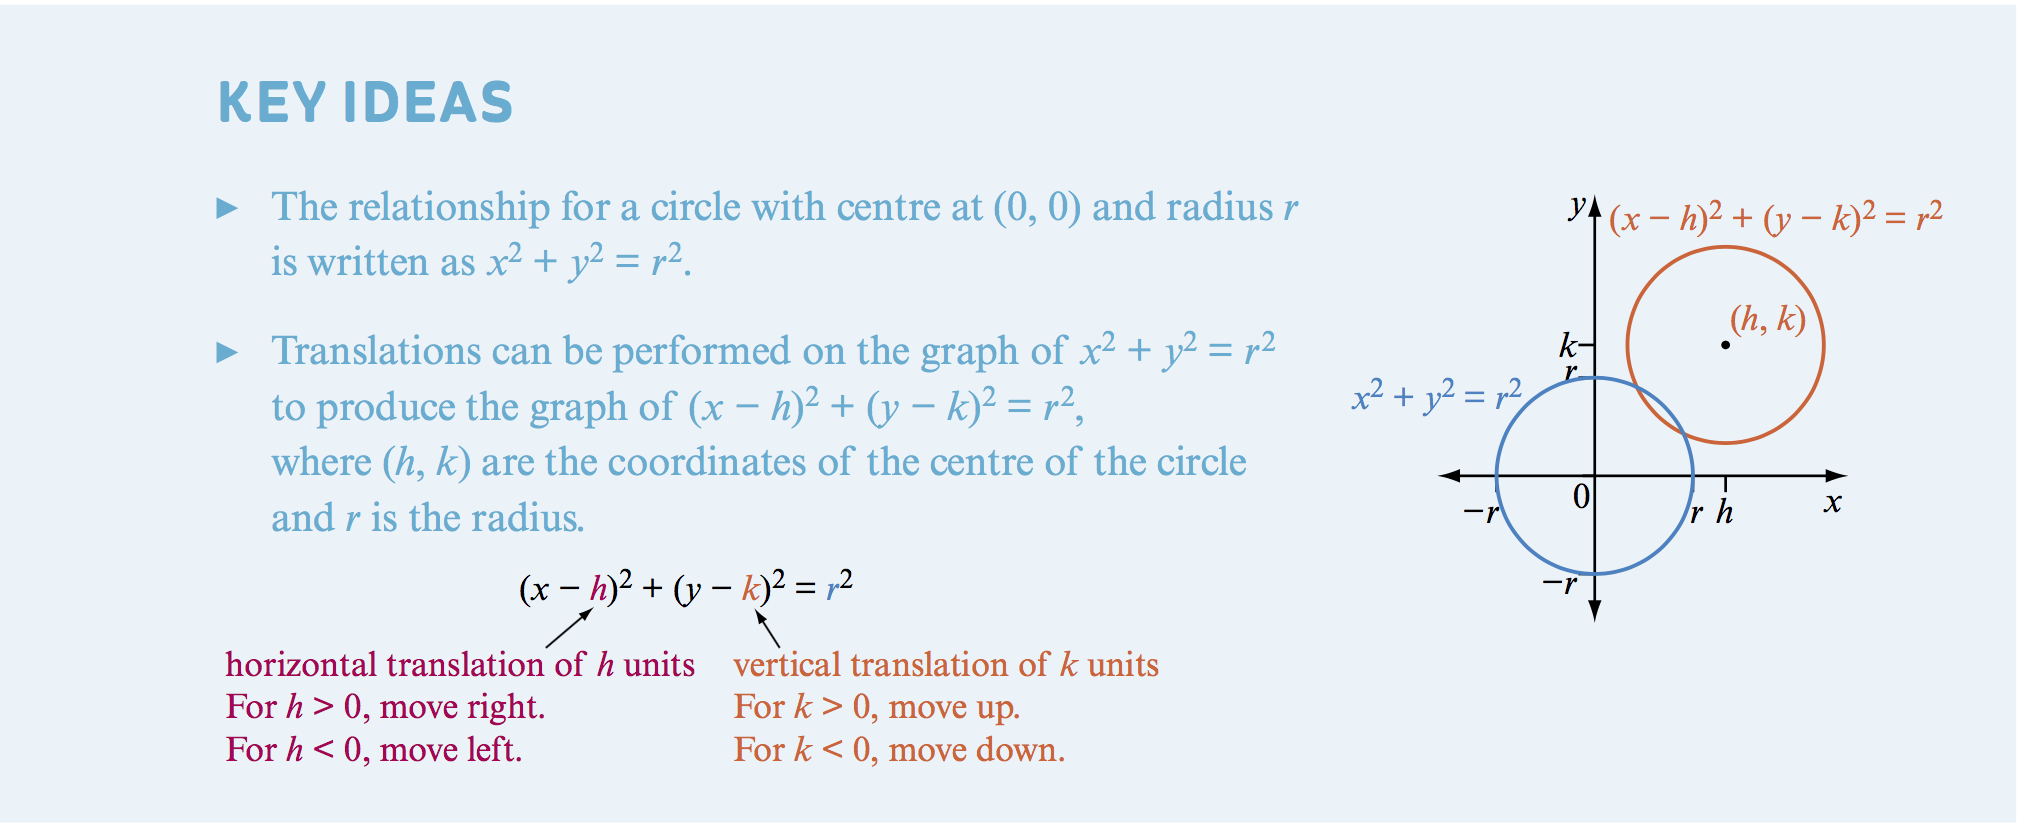 KEY IDEAS
▶ The relationship for a circle with centre at (0, 0) and radius r
is written as x² + y² = r².
▶ Translations can be performed on the graph of x² + y² = r²
to produce the graph of (x − h)² + (y − k)² = r²,
where (h, k) are the coordinates of the centre of the circle
and r is the radius.
(x − h)² + (y − k)² = r²
horizontal translation of h units
For h > 0, move right.
For h < 0, move left.
vertical translation of k units
For k > 0, move up.
For k < 0, move down.
y
(x − h)² + (y − k)² = r²
(h, k)
k
r
x² + y² = r²
0
−r
r
h
x
−r